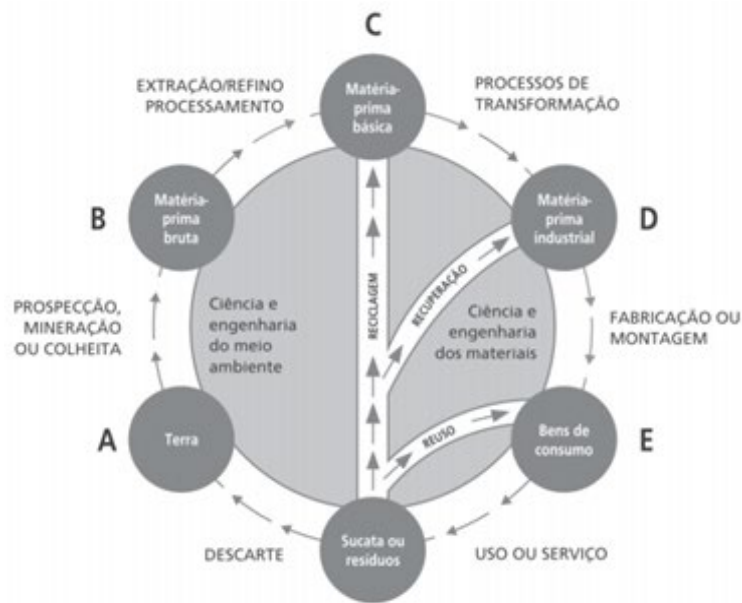 C
EXTRAÇÃO/REFINO
PROCESSAMENTO
Matéria-
prima
básica
PROCESSOS DE
TRANSFORMAÇÃO
B
Matéria-
prima
bruta
Matéria-
prima
industrial
D
RECICLAGEM
RECUPERAÇÃO
PROSPECÇÃO,
MINERAÇÃO
OU COLHEITA
Ciência e
engenharia
do meio
ambiente
Ciência e
engenharia
dos materiais
FABRICAÇÃO OU
MONTAGEM
A
Terra
REUSO
Bens de
consumo
E
DESCARTE
Sucata ou
resíduos
USO OU SERVIÇO